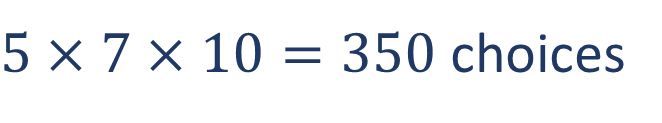 5 × 7 × 10 = 350 choices